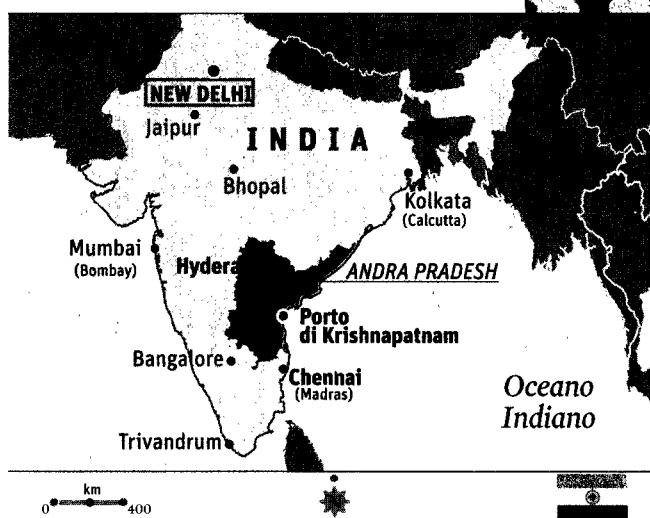 NEW DELHI
Jaipur
INDIA
Bhopal
Kolkata
(Calcutta)
Mumbai
(Bombay)
Hydera
ANDRA PRADESH
Porto
di Krishnapatnam
Bangalore
Chennai
(Madras)
Oceano
Indiano
Trivandrum
km
0 400